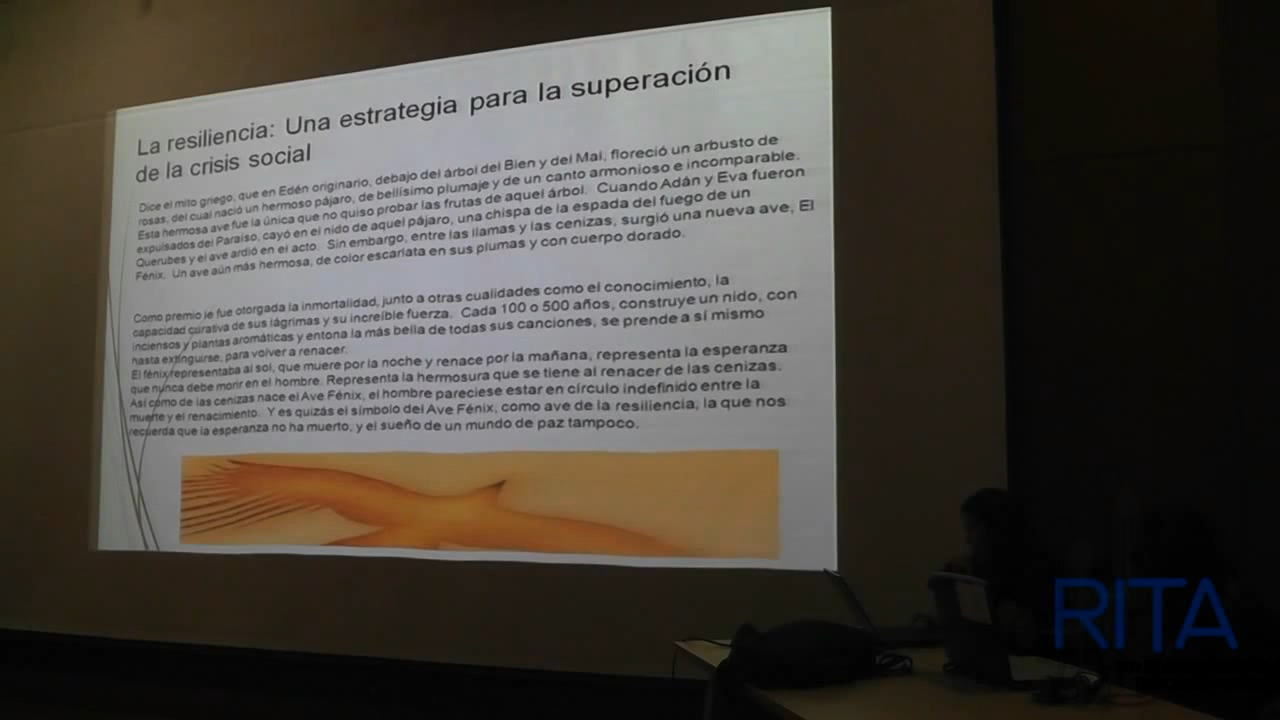 La resiliencia: Una estrategia para la superación
de la crisis social
Dice el mito griego, que en Edén originario, debajo del árbol del Bien y del Mal, floreció un arbusto de
rosas, del cual nació un hermoso pájaro, de bellísimo plumaje y de un canto armonioso e incomparable.
Esta hermosa ave fue la única que no quiso probar las frutas de aquel árbol. Cuando Adán y Eva fueron
expulsados del Paraíso, cayó en el nido de aquel pájaro, una chispa de la espada del fuego de un
Querubes y el ave ardió en el acto. Sin embargo, entre las llamas y las cenizas, surgió una nueva ave, El
Fénix. Un ave aún más hermosa, de color escarlata en sus plumas y con cuerpo dorado.
Como premio le fue otorgada la inmortalidad, junto a otras cualidades como el conocimiento, la
capacidad curativa de sus lágrimas y su increíble fuerza. Cada 100 o 500 años, construye un nido, con
inciensos y plantas aromáticas y entona la más bella de todas sus canciones, se prende a sí mismo
hasta extinguirse, para volver a renacer.
El fénix representaba al sol, que muere por la noche y renace por la mañana, representa la esperanza
que nunca debe morir en el hombre. Representa la hermosura que se tiene al renacer de las cenizas.
Así como de las cenizas nace el Ave Fénix, el hombre pareciese estar en círculo indefinido entre la
muerte y el renacimiento. Y es quizás el símbolo del Ave Fénix, como ave de la resiliencia, la que nos
recuerda que la esperanza no ha muerto, y el sueño de un mundo de paz tampoco.
RITA